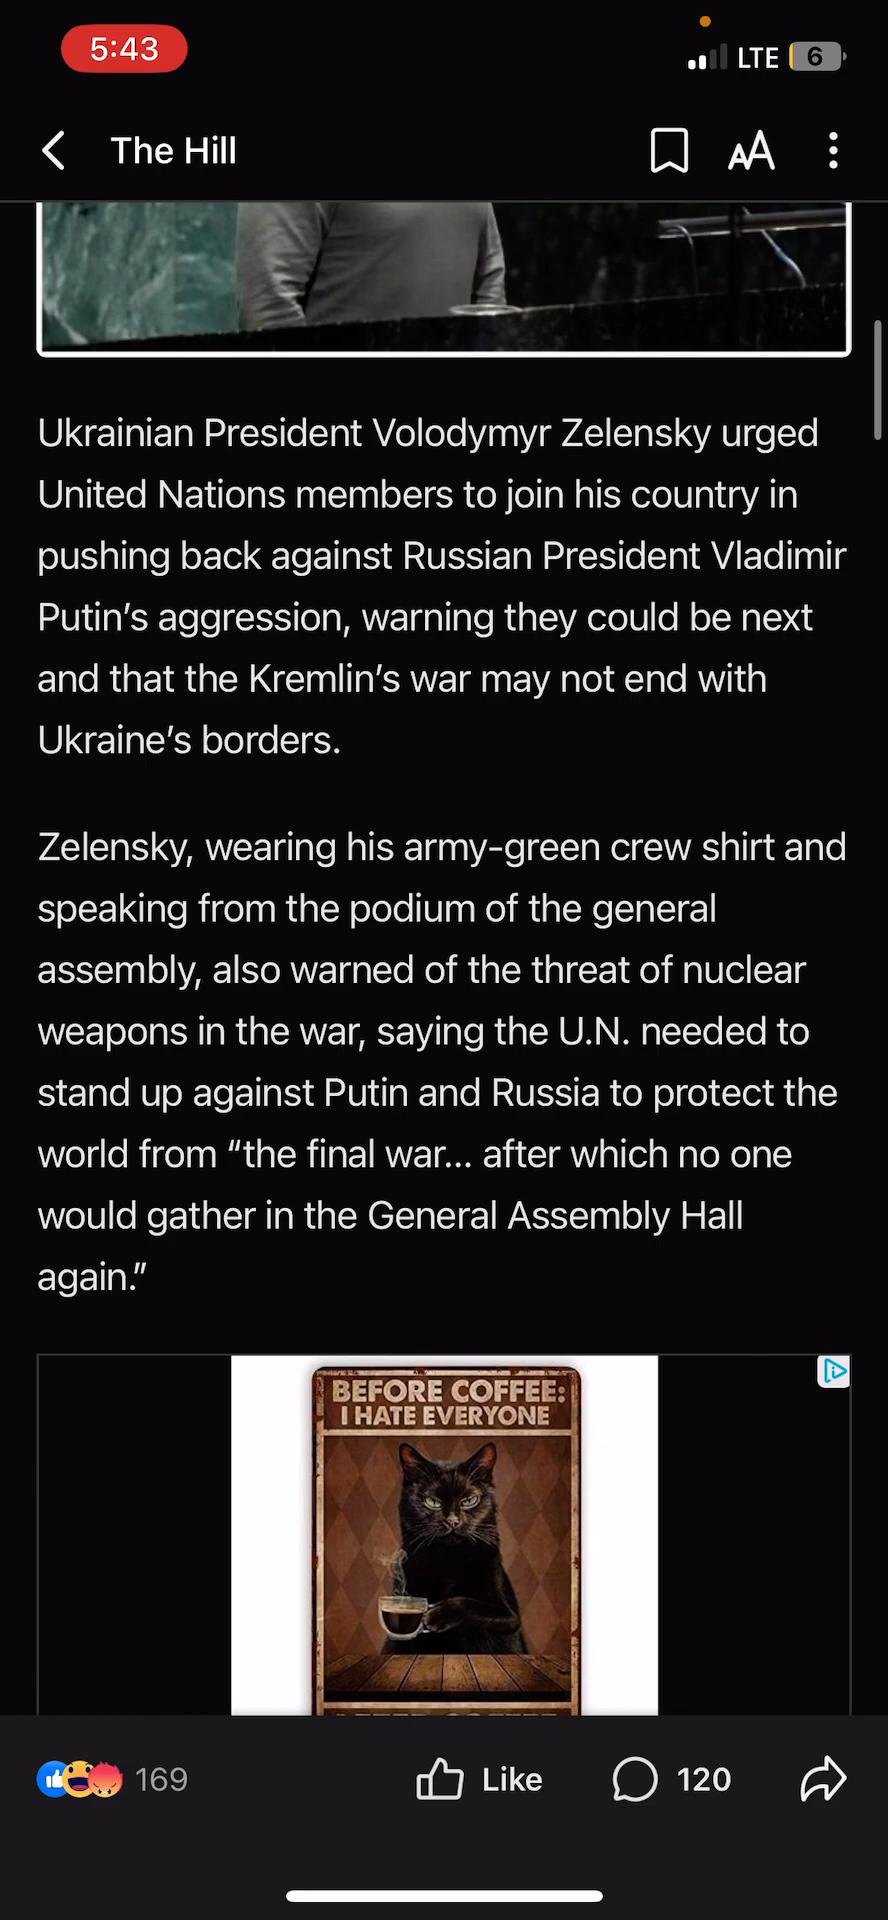 5:43
LTE 6
The Hill
AA
Ukrainian President Volodymyr Zelensky urged
United Nations members to join his country in
pushing back against Russian President Vladimir
Putin’s aggression, warning they could be next
and that the Kremlin’s war may not end with
Ukraine’s borders.
Zelensky, wearing his army-green crew shirt and
speaking from the podium of the general
assembly, also warned of the threat of nuclear
weapons in the war, saying the U.N. needed to
stand up against Putin and Russia to protect the
world from “the final war... after which no one
would gather in the General Assembly Hall
again.”
BEFORE COFFEE:
I HATE EVERYONE
169
Like
120